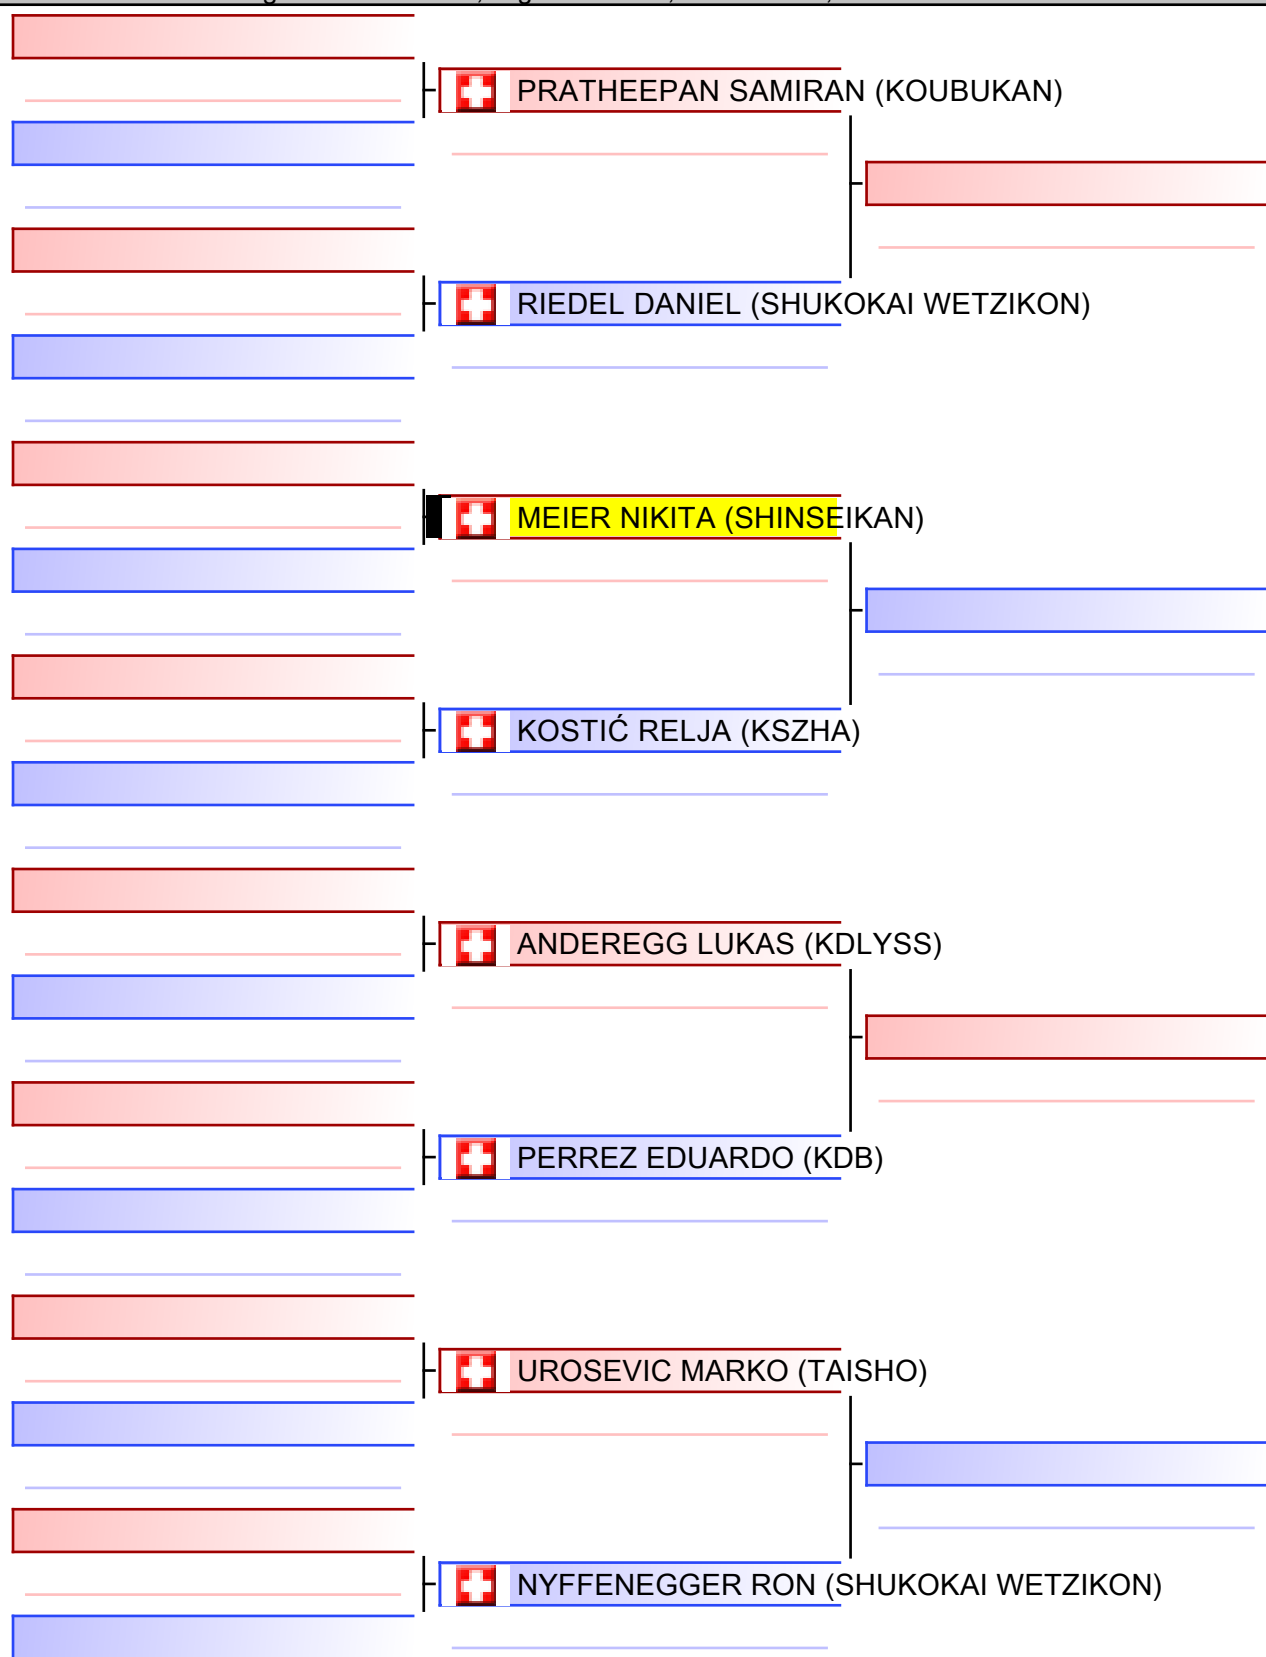 PRATHEEPAN SAMIRAN (KOUBUKAN)
RIEDEL DANIEL (SHUKOKAI WETZIKON)
MEIER NIKITA (SHINSEIKAN)
KOSTIĆ RELJA (KSZHA)
ANDEREGG LUKAS (KDLYSS)
PERREZ EDUARDO (KDB)
UROSEVIC MARKO (TAISHO)
NYFFENEGGER RON (SHUKOKAI WETZIKON)